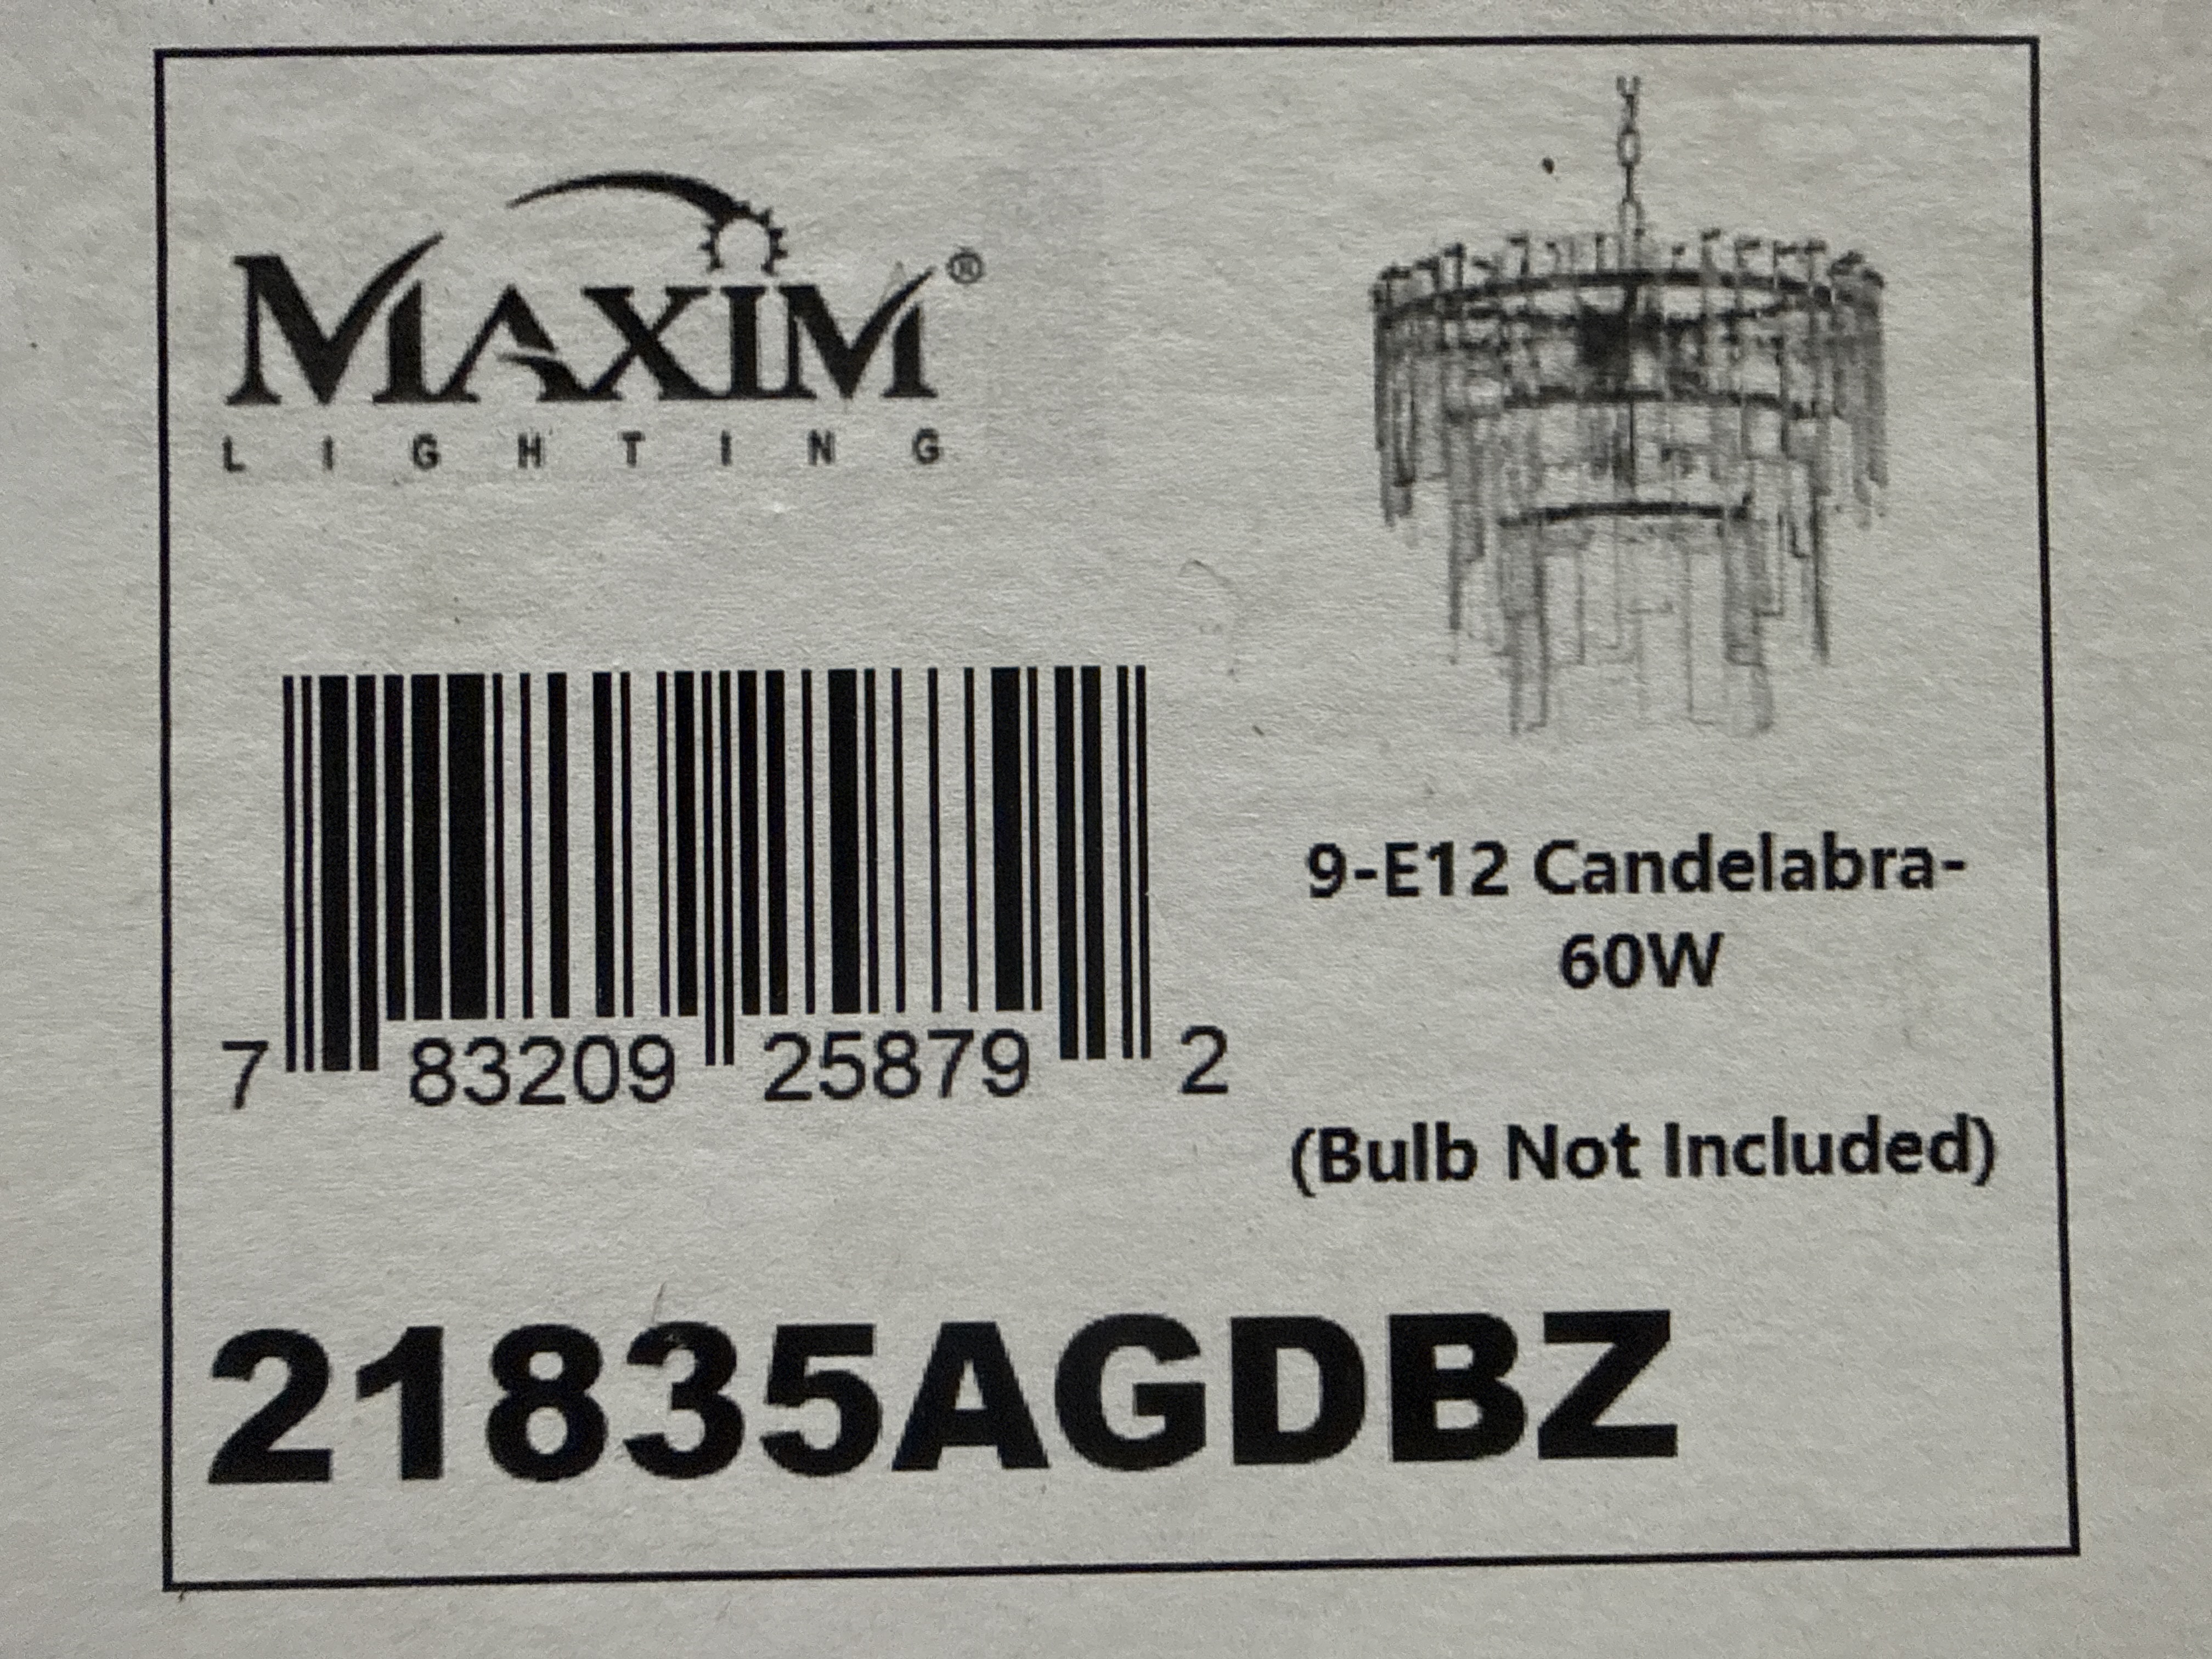 MAXIM®
LIGHTING
9-E12 Candelabra-
60W
7 83209 25879 2
(Bulb Not Included)
21835AGDBZ